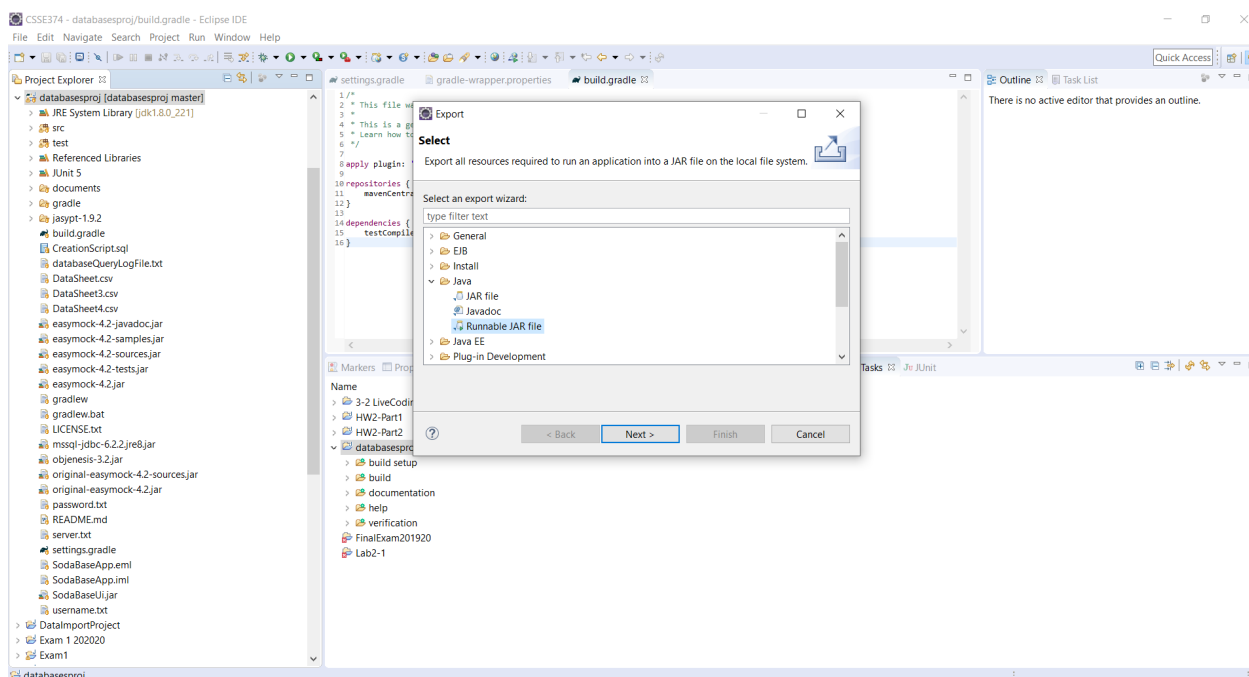 CSSE374 - databasesproj/build.gradle - Eclipse IDE
File Edit Navigate Search Project Run Window Help
Quick Access
Project Explorer
databasesproj [databasesproj master]
JRE System Library [jdk1.8.0_221]
src
test
Referenced Libraries
JUnit 5
documents
gradle
jasypt-1.9.2
build.gradle
CreationScript.sql
databaseQueryLogFile.txt
DataSheet.csv
DataSheet3.csv
DataSheet4.csv
easymock-4.2-javadoc.jar
easymock-4.2-samples.jar
easymock-4.2-sources.jar
easymock-4.2-tests.jar
easymock-4.2.jar
gradlew
gradlew.bat
LICENSE.txt
mssql-jdbc-6.2.2.jre8.jar
objenesis-3.2.jar
original-easymock-4.2-sources.jar
original-easymock-4.2.jar
password.txt
README.md
server.txt
settings.gradle
SodaBaseApp.eml
SodaBaseApp.iml
SodaBaseUi.jar
username.txt
DataImportProject
Exam 1 202020
Exam1
databasesproj
settings.gradle gradle-wrapper.properties build.gradle
1 /*
2 * This file wa
3 *
4 * This is a ge
5 * Learn how to
6 */
7
8 apply plugin: '
9
10 repositories {
11 mavenCentra
12 }
13
14 dependencies {
15 testCompile
16 }
Export
Select
Export all resources required to run an application into a JAR file on the local file system.
Select an export wizard:
type filter text
General
EJB
Install
Java
JAR file
Javadoc
Runnable JAR file
Java EE
Plug-in Development
? < Back Next > Finish Cancel
Outline Task List
There is no active editor that provides an outline.
Markers Prop Tasks JUnit
Name
3-2 LiveCodin
HW2-Part1
HW2-Part2
databasespro
build setup
build
documentation
help
verification
FinalExam201920
Lab2-1